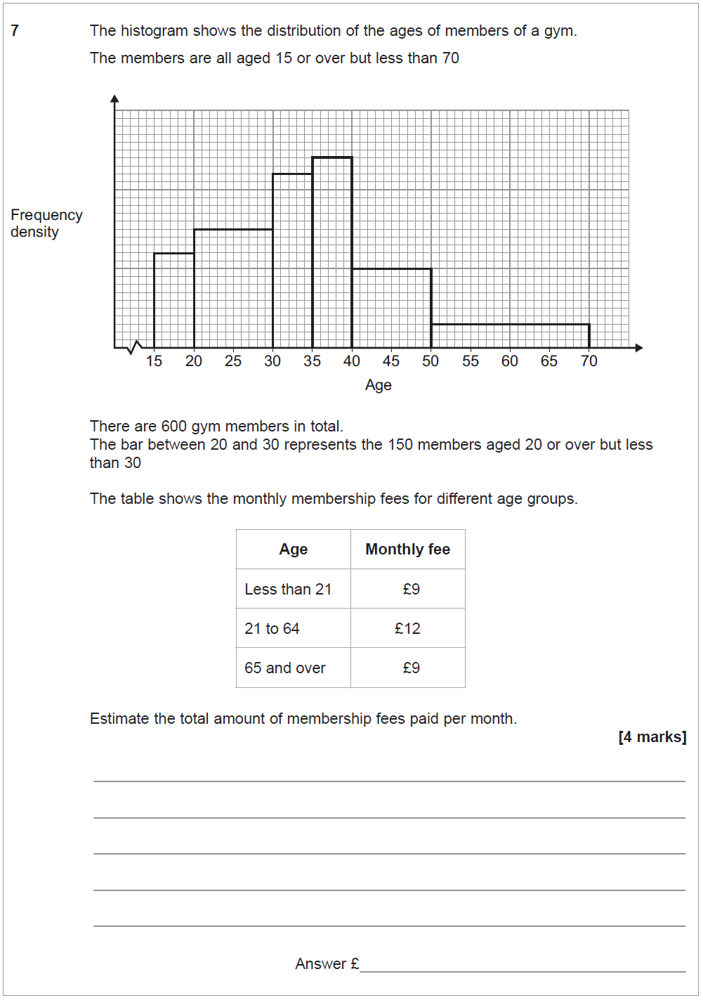 7 The histogram shows the distribution of the ages of members of a gym.
The members are all aged 15 or over but less than 70
Frequency
density
15 20 25 30 35 40 45 50 55 60 65 70
Age
There are 600 gym members in total.
The bar between 20 and 30 represents the 150 members aged 20 or over but less
than 30
The table shows the monthly membership fees for different age groups.
Age Monthly fee
Less than 21 £9
21 to 64 £12
65 and over £9
Estimate the total amount of membership fees paid per month.
[4 marks]
Answer £